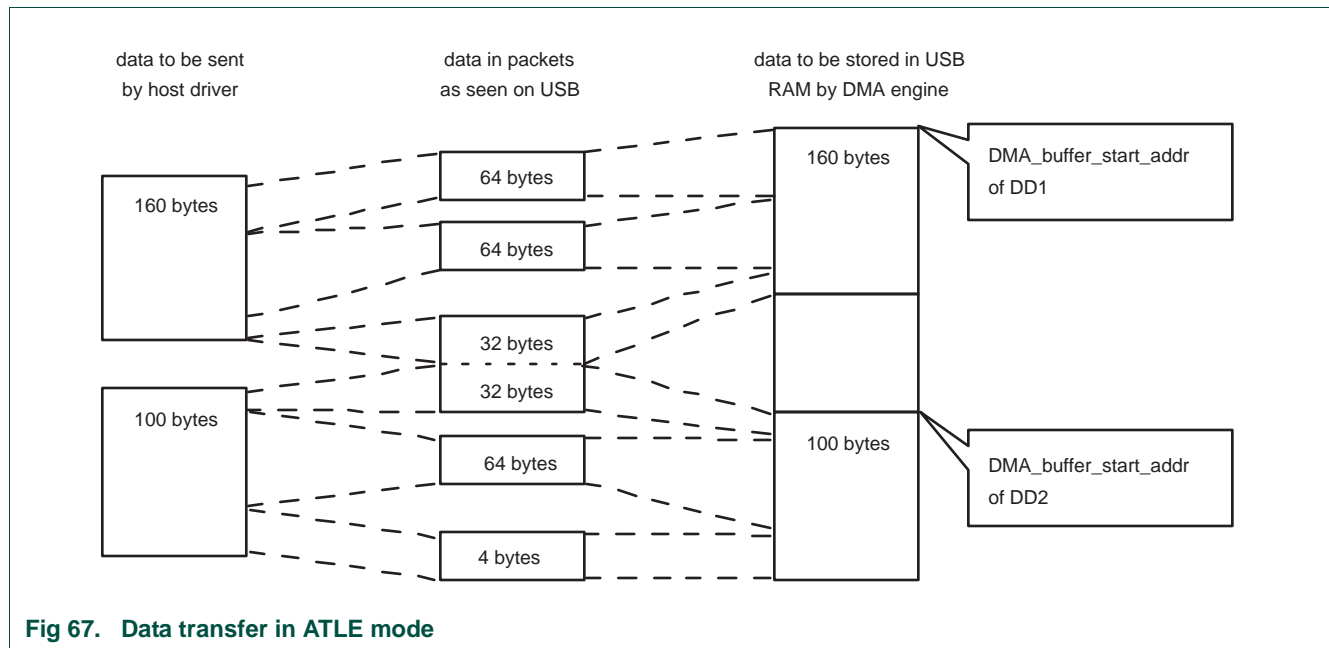 data to be sent
by host driver
data in packets
as seen on USB
data to be stored in USB
RAM by DMA engine
160 bytes
100 bytes
64 bytes
64 bytes
32 bytes
32 bytes
64 bytes
4 bytes
160 bytes
100 bytes
DMA_buffer_start_addr
of DD1
DMA_buffer_start_addr
of DD2
Fig 67. Data transfer in ATLE mode